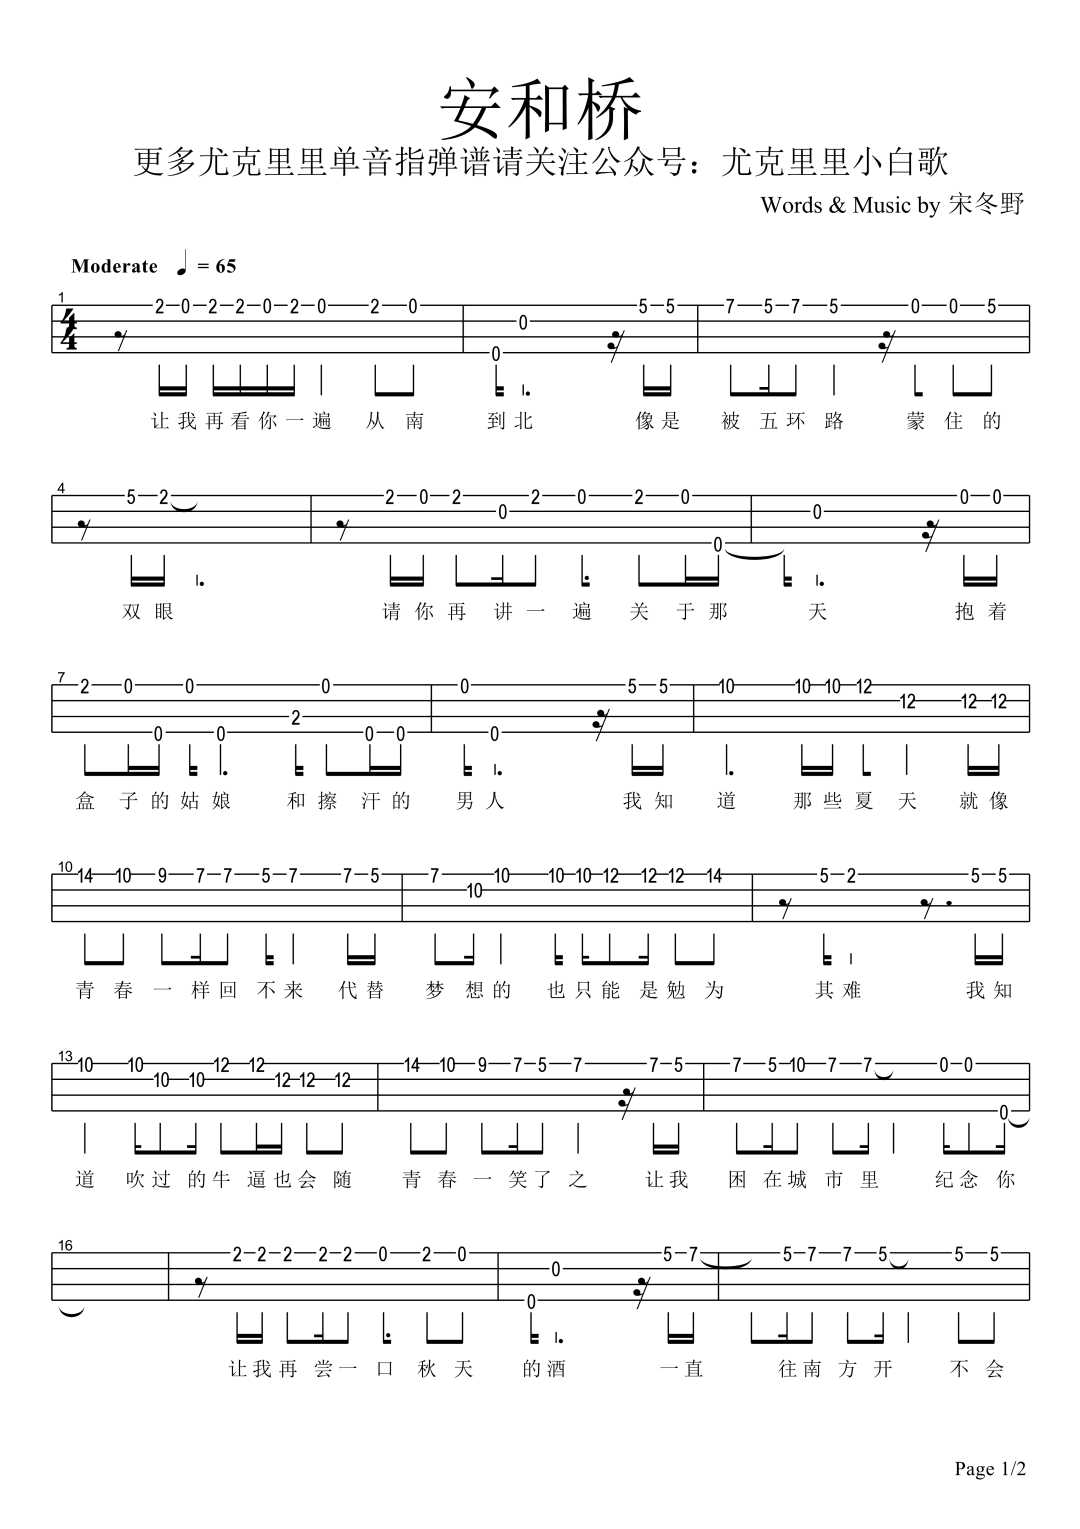 安和桥
更多尤克里里单音指弹谱请关注公众号：尤克里里小白歌
Words & Music by 宋冬野
Moderate ♩ = 65
1
4
4
2 0 2 2 0 2 0 2 0 0 0 5 5 7 5 7 5 0 0 5
让我再看你一遍 从南 到北 像是 被五环路 蒙住的
4
5 2 2 0 2 0 2 0 2 0 0 0 0 0
双眼 请你再讲一遍 关于那 天 抱着
7
2 0 0 0 0 2 0 0 0 0 0 5 5 10 10 10 12 12 12 12
盒子的姑娘 和擦汗的 男人 我知 道 那些夏天 就像
10
14 10 9 7 7 5 7 7 5 7 10 10 10 10 12 12 12 14 5 2 5 5
青春一样回不来 代替 梦想的 也只能是勉为 其难 我知
13
10 10 10 10 12 12 12 12 12 14 10 9 7 5 7 7 5 7 5 10 7 7 0 0 0
道 吹过的牛逼也会随 青春一笑了之 让我 困在城市里 纪念你
16
2 2 2 2 2 0 2 0 0 0 5 7 5 7 7 5 5 5
让我再尝一口秋天 的酒 一直 往南方开 不会
Page 1/2